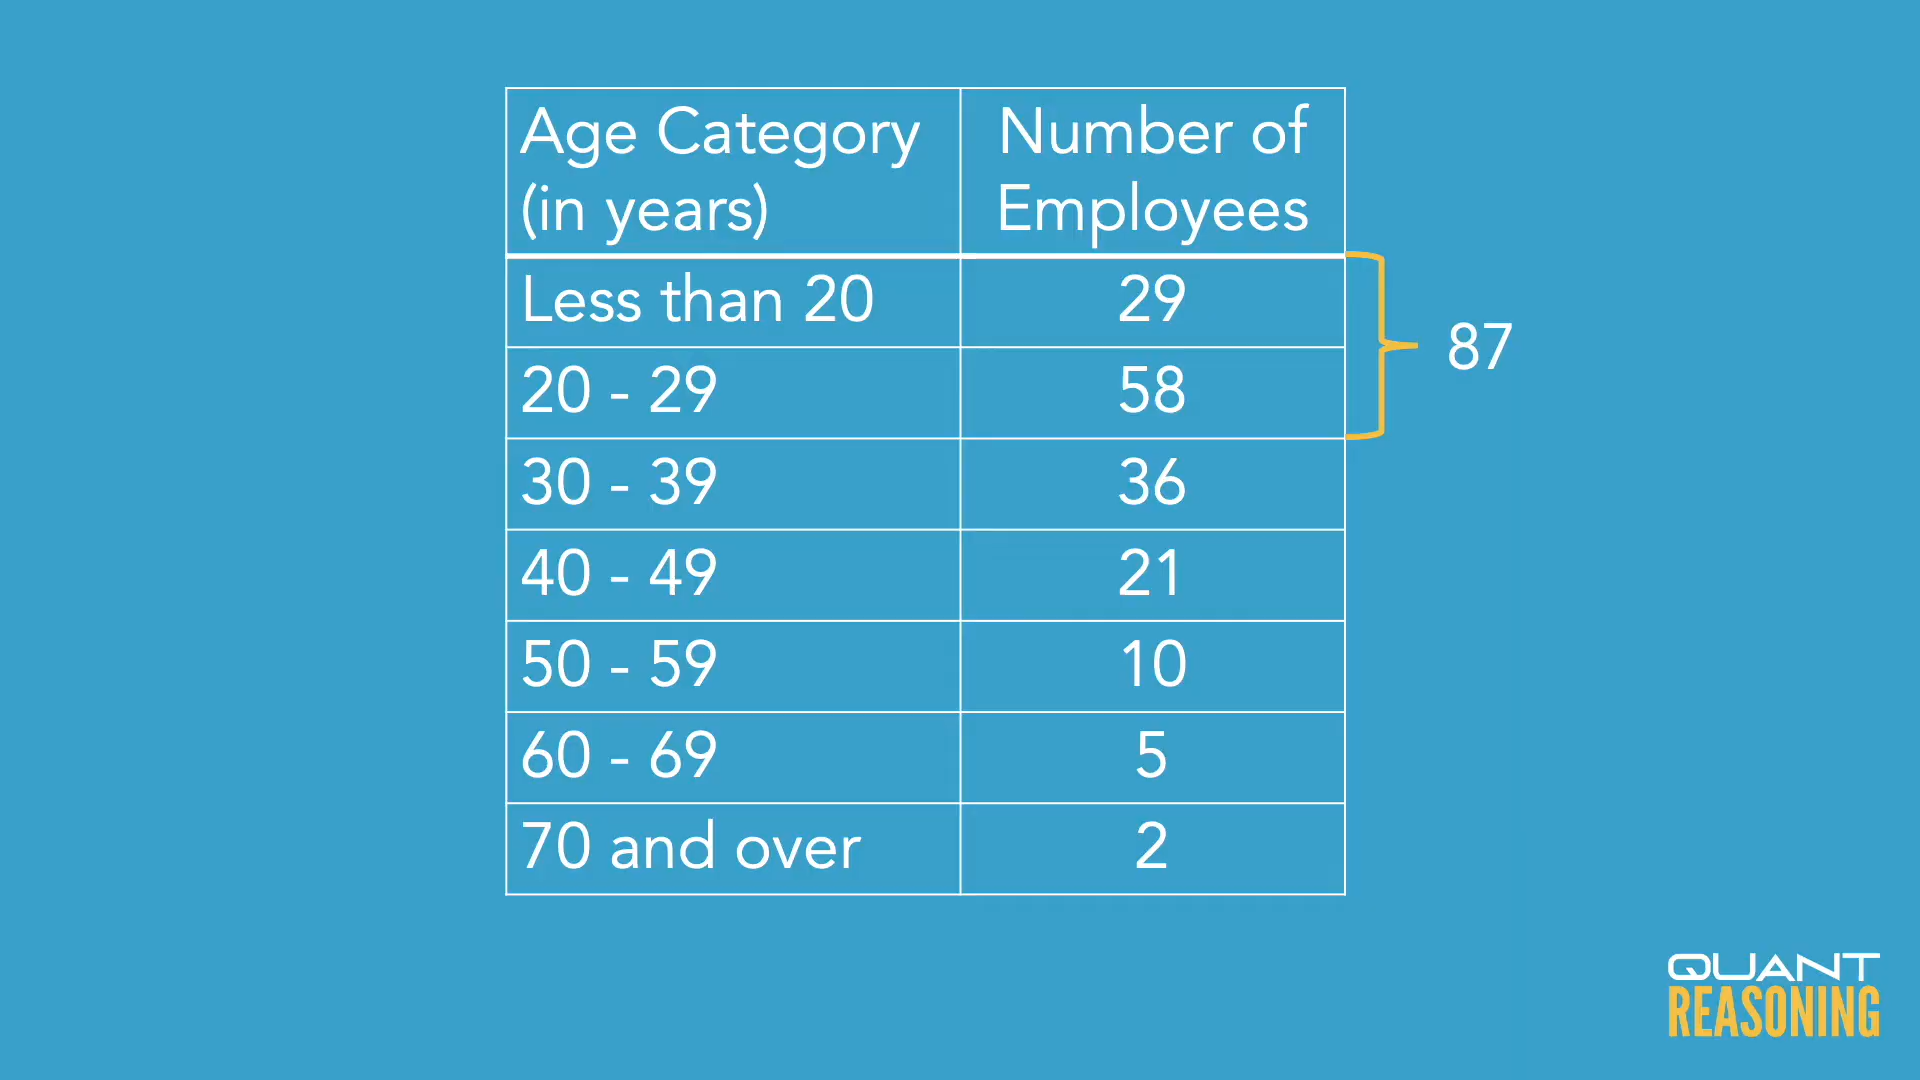 Age Category
(in years)
Number of
Employees
Less than 20
29
20 - 29
58
87
30 - 39
36
40 - 49
21
50 - 59
10
60 - 69
5
70 and over
2
QUANT
REASONING